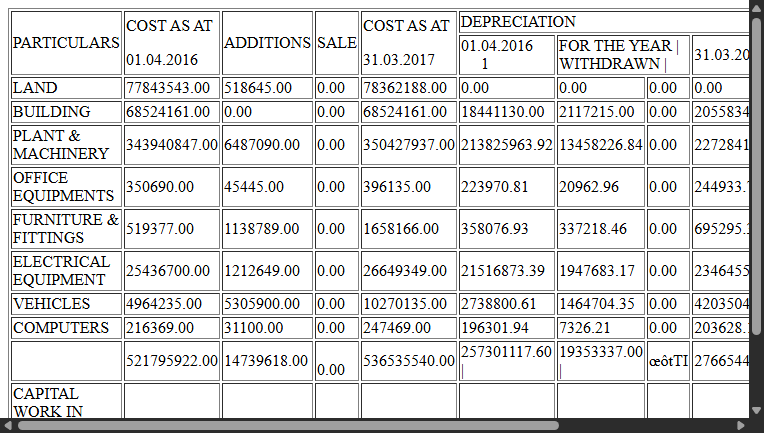 PARTICULARS COST AS AT 01.04.2016 ADDITIONS SALE COST AS AT 31.03.2017 DEPRECIATION
01.04.2016 1 FOR THE YEAR | WITHDRAWN | 31.03.20
LAND 77843543.00 518645.00 0.00 78362188.00 0.00 0.00 0.00 0.00
BUILDING 68524161.00 0.00 0.00 68524161.00 18441130.00 2117215.00 0.00 2055834
PLANT & MACHINERY 343940847.00 6487090.00 0.00 350427937.00 213825963.92 13458226.84 0.00 2272841
OFFICE EQUIPMENTS 350690.00 45445.00 0.00 396135.00 223970.81 20962.96 0.00 244933.
FURNITURE & FITTINGS 519377.00 1138789.00 0.00 1658166.00 358076.93 337218.46 0.00 695295.
ELECTRICAL EQUIPMENT 25436700.00 1212649.00 0.00 26649349.00 21516873.39 1947683.17 0.00 2346455
VEHICLES 4964235.00 5305900.00 0.00 10270135.00 2738800.61 1464704.35 0.00 4203504
COMPUTERS 216369.00 31100.00 0.00 247469.00 196301.94 7326.21 0.00 203628.
521795922.00 14739618.00 0.00 536535540.00 257301117.60 | 19353337.00 | œôtTI 2766544
CAPITAL WORK IN